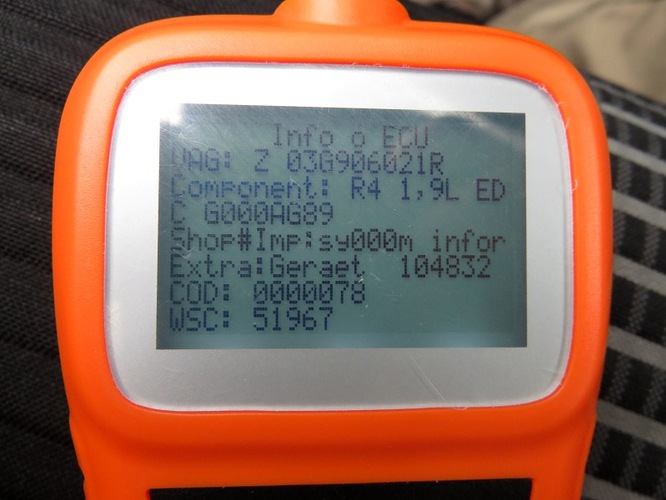 Info o ECU
VAG: Z 03G906021R
Component: R4 1,9L ED
C G000AG89
Shop#Imp:sy000m infor
Extra:Geraet 104832
COD: 0000078
WSC: 51967